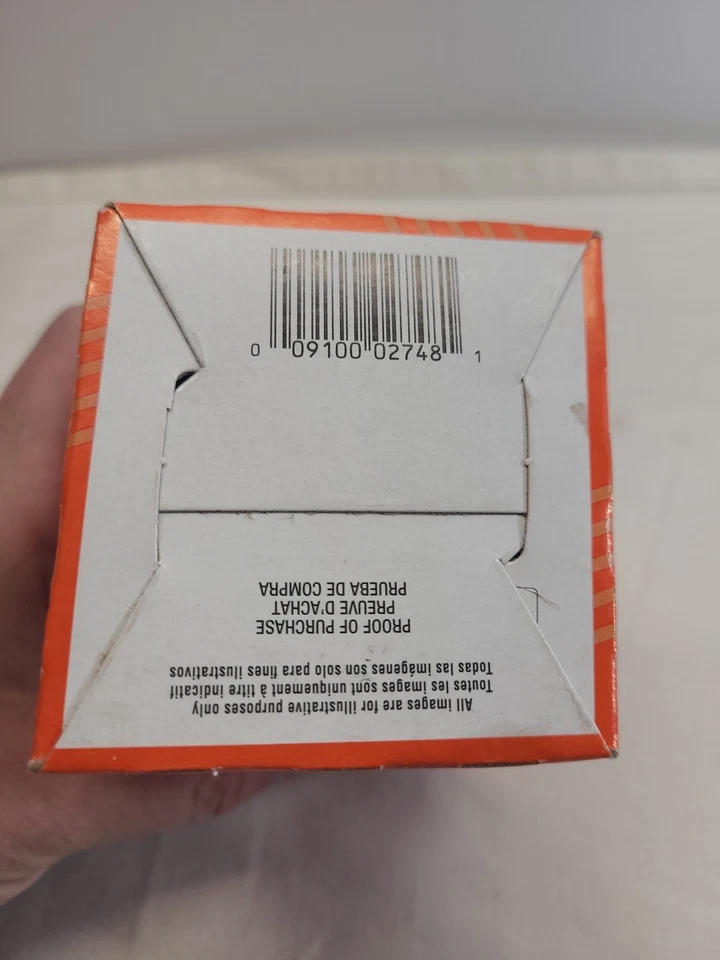 0 09100 02748 1
PROOF OF PURCHASE
PREUVE D'ACHAT
PRUEBA DE COMPRA
All images are for illustrative purposes only
Toutes les images sont uniquement à titre indicatif
Todas las imágenes son solo para fines ilustrativos